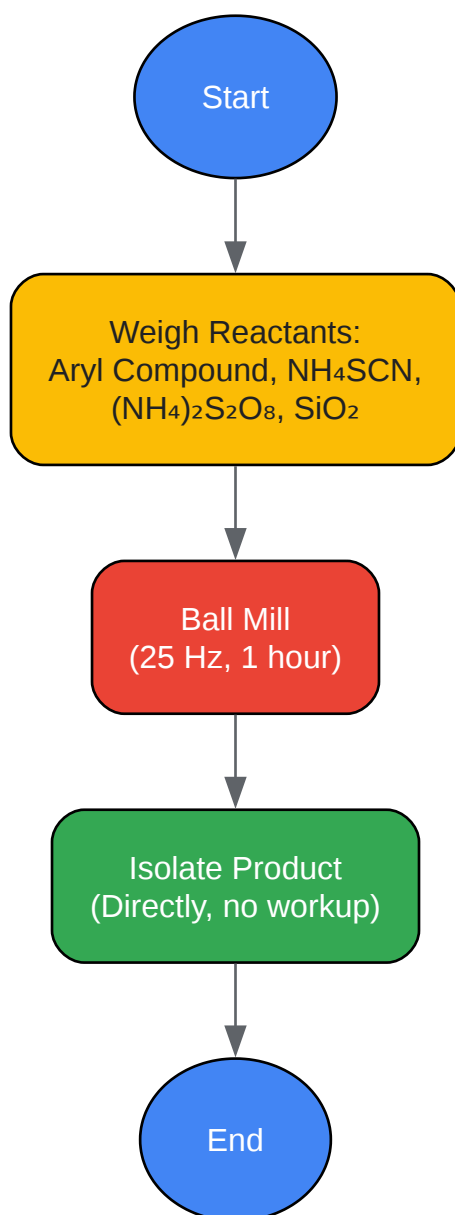 Start
Weigh Reactants:
Aryl Compound, NH₄SCN,
(NH₄)₂S₂O₈, SiO₂
Ball Mill
(25 Hz, 1 hour)
Isolate Product
(Directly, no workup)
End